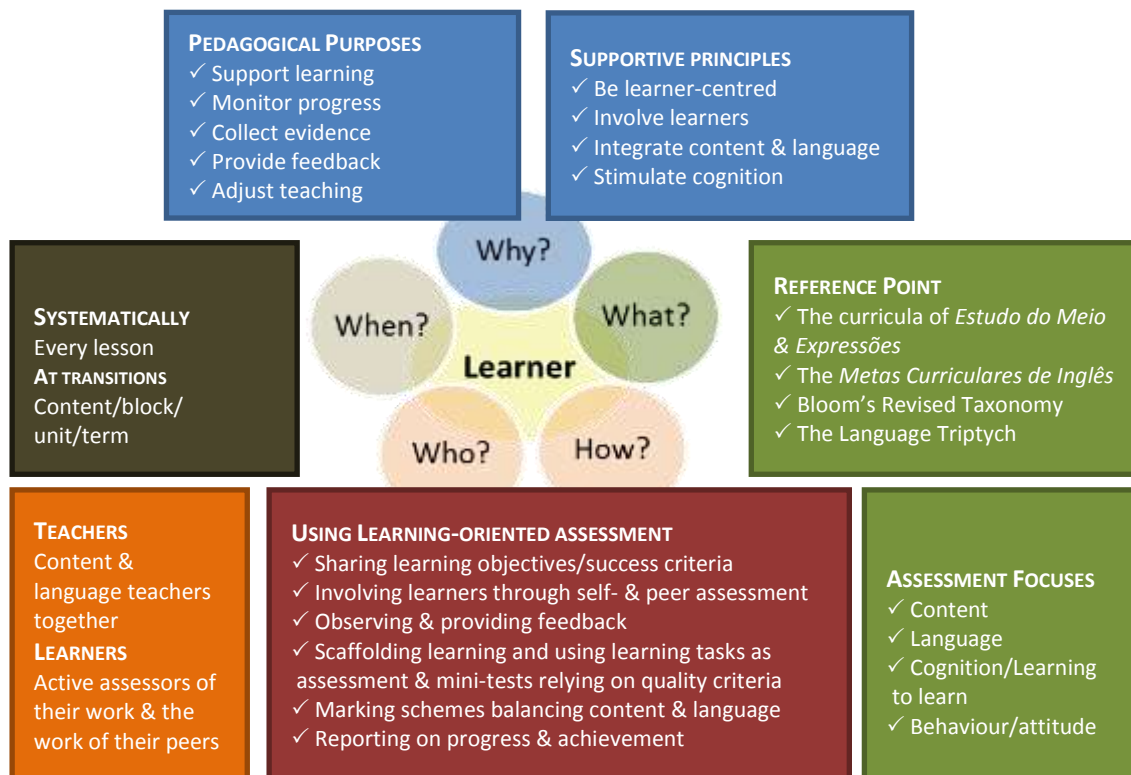 PEDAGOGICAL PURPOSES
✓ Support learning
✓ Monitor progress
✓ Collect evidence
✓ Provide feedback
✓ Adjust teaching
SUPPORTIVE PRINCIPLES
✓ Be learner-centred
✓ Involve learners
✓ Integrate content & language
✓ Stimulate cognition
SYSTEMATICALLY
Every lesson
AT TRANSITIONS
Content/block/
unit/term
Why?
When?
What?
Learner
Who?
How?
REFERENCE POINT
✓ The curricula of Estudo do Meio
& Expressões
✓ The Metas Curriculares de Inglês
✓ Bloom's Revised Taxonomy
✓ The Language Triptych
TEACHERS
Content &
language teachers
together
LEARNERS
Active assessors of
their work & the
work of their peers
USING LEARNING-ORIENTED ASSESSMENT
✓ Sharing learning objectives/success criteria
✓ Involving learners through self- & peer assessment
✓ Observing & providing feedback
✓ Scaffolding learning and using learning tasks as
assessment & mini-tests relying on quality criteria
✓ Marking schemes balancing content & language
✓ Reporting on progress & achievement
ASSESSMENT FOCUSES
✓ Content
✓ Language
✓ Cognition/Learning
to learn
✓ Behaviour/attitude